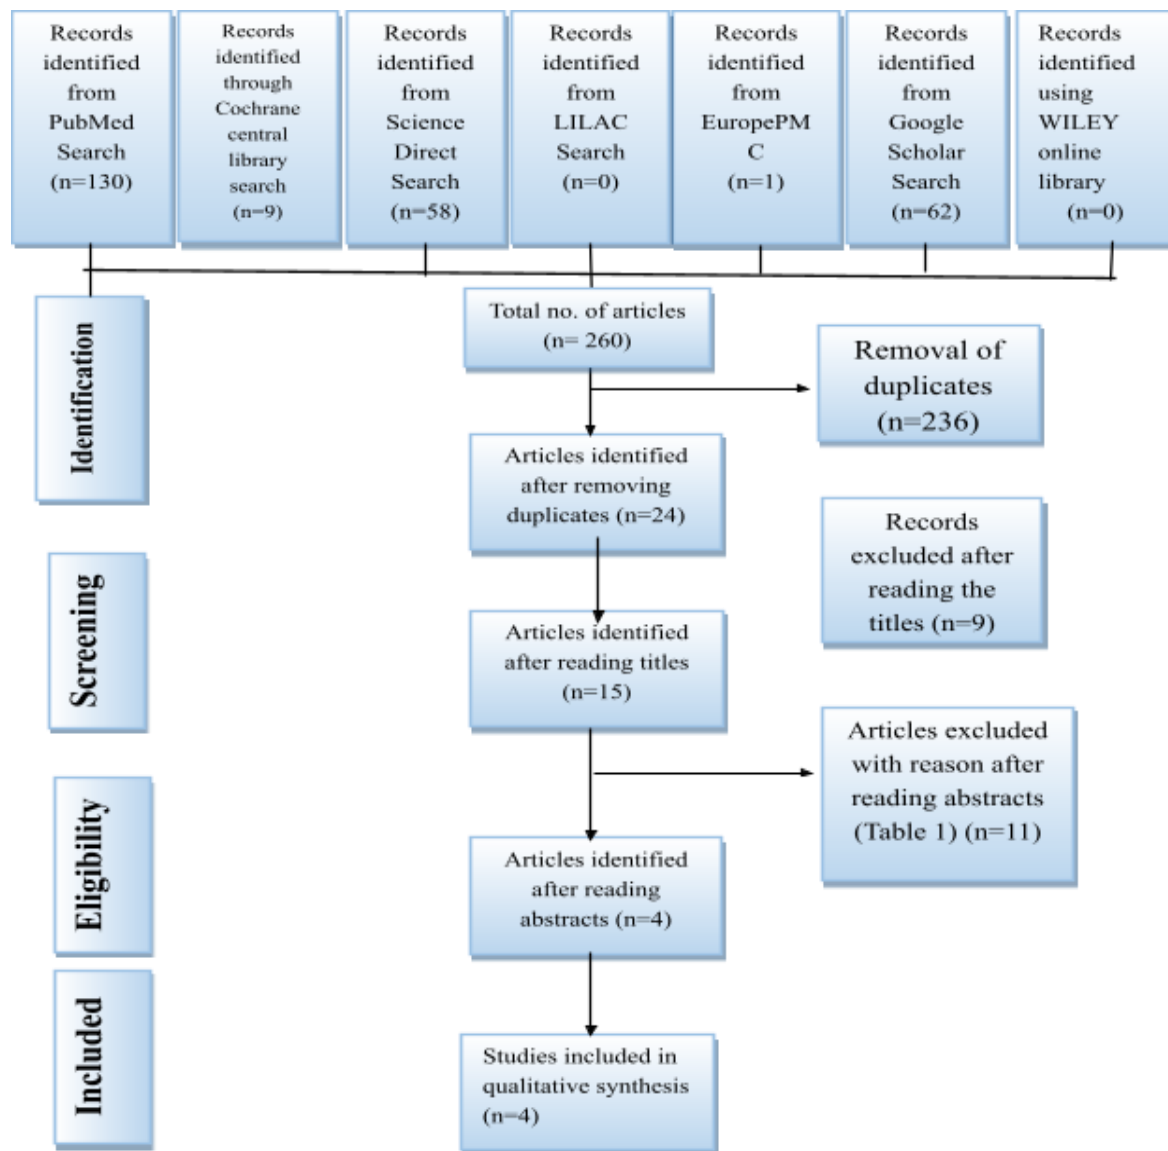 Records
identified
from
PubMed
Search
(n=130)
Records
identified
through
Cochrane
central
library
search
(n=9)
Records
identified
from
Science
Direct
Search
(n=58)
Records
identified
from
LILAC
Search
(n=0)
Records
identified
from
EuropePM
C
(n=1)
Records
identified
from
Google
Scholar
Search
(n=62)
Records
identified
using
WILEY
online
library
(n=0)
Identification
Total no. of articles
(n= 260)
Removal of
duplicates
(n=236)
Articles identified
after removing
duplicates (n=24)
Records
excluded after
reading the
titles (n=9)
Screening
Articles identified
after reading titles
(n=15)
Articles excluded
with reason after
reading abstracts
(Table 1) (n=11)
Eligibility
Articles identified
after reading
abstracts (n=4)
Included
Studies included in
qualitative synthesis
(n=4)